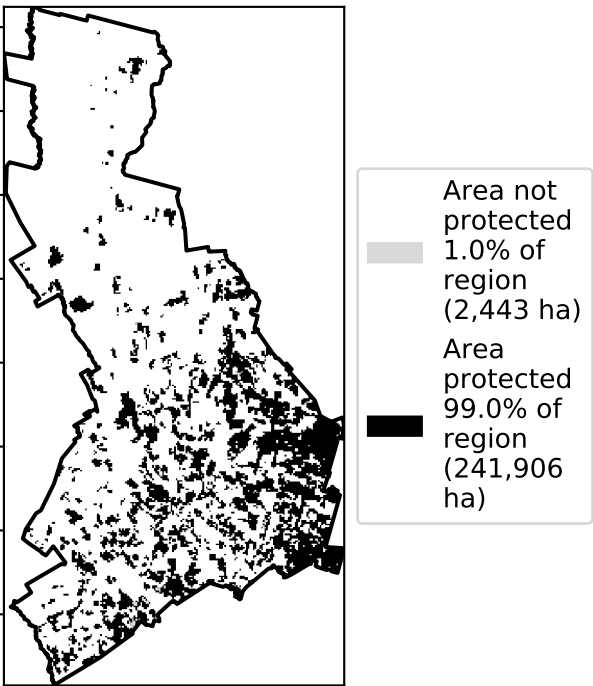 Area not
protected
1.0% of
region
(2,443 ha)
Area
protected
99.0% of
region
(241,906
ha)